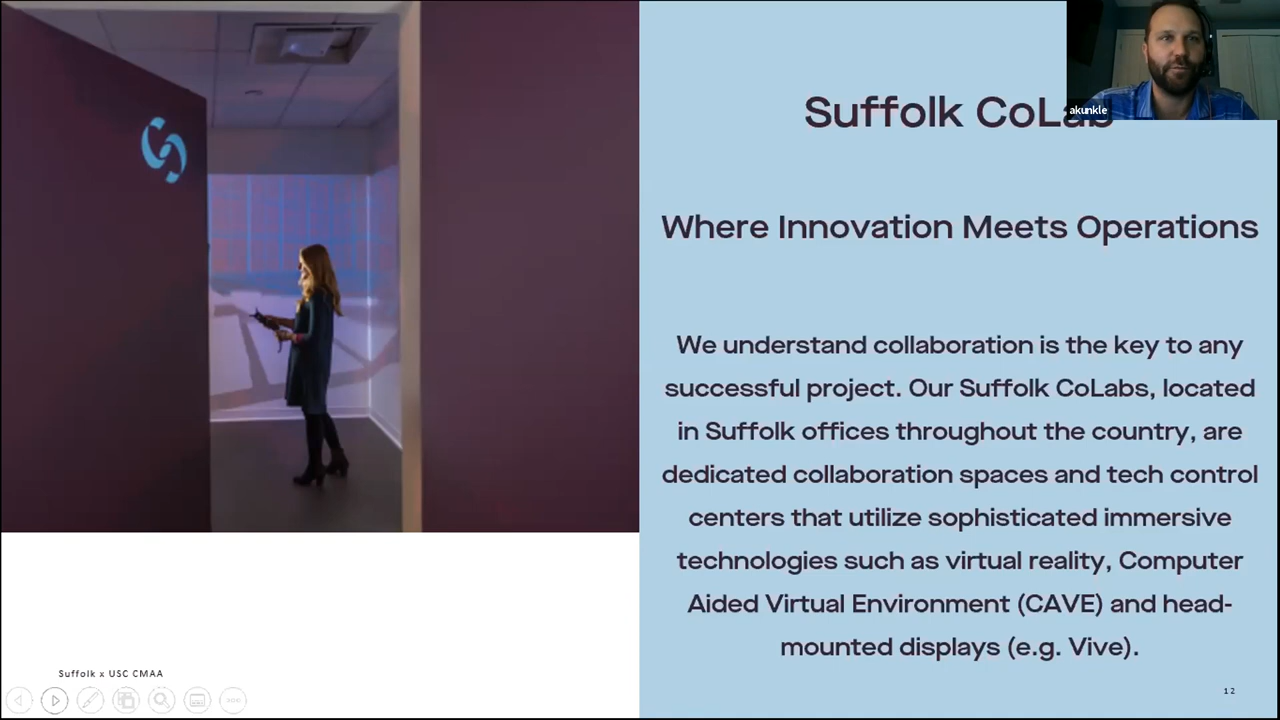 akunkle
Suffolk CoLab
Where Innovation Meets Operations
We understand collaboration is the key to any
successful project. Our Suffolk CoLabs, located
in Suffolk offices throughout the country, are
dedicated collaboration spaces and tech control
centers that utilize sophisticated immersive
technologies such as virtual reality, Computer
Aided Virtual Environment (CAVE) and head-
mounted displays (e.g. Vive).
Suffolk x USC CMAA
12